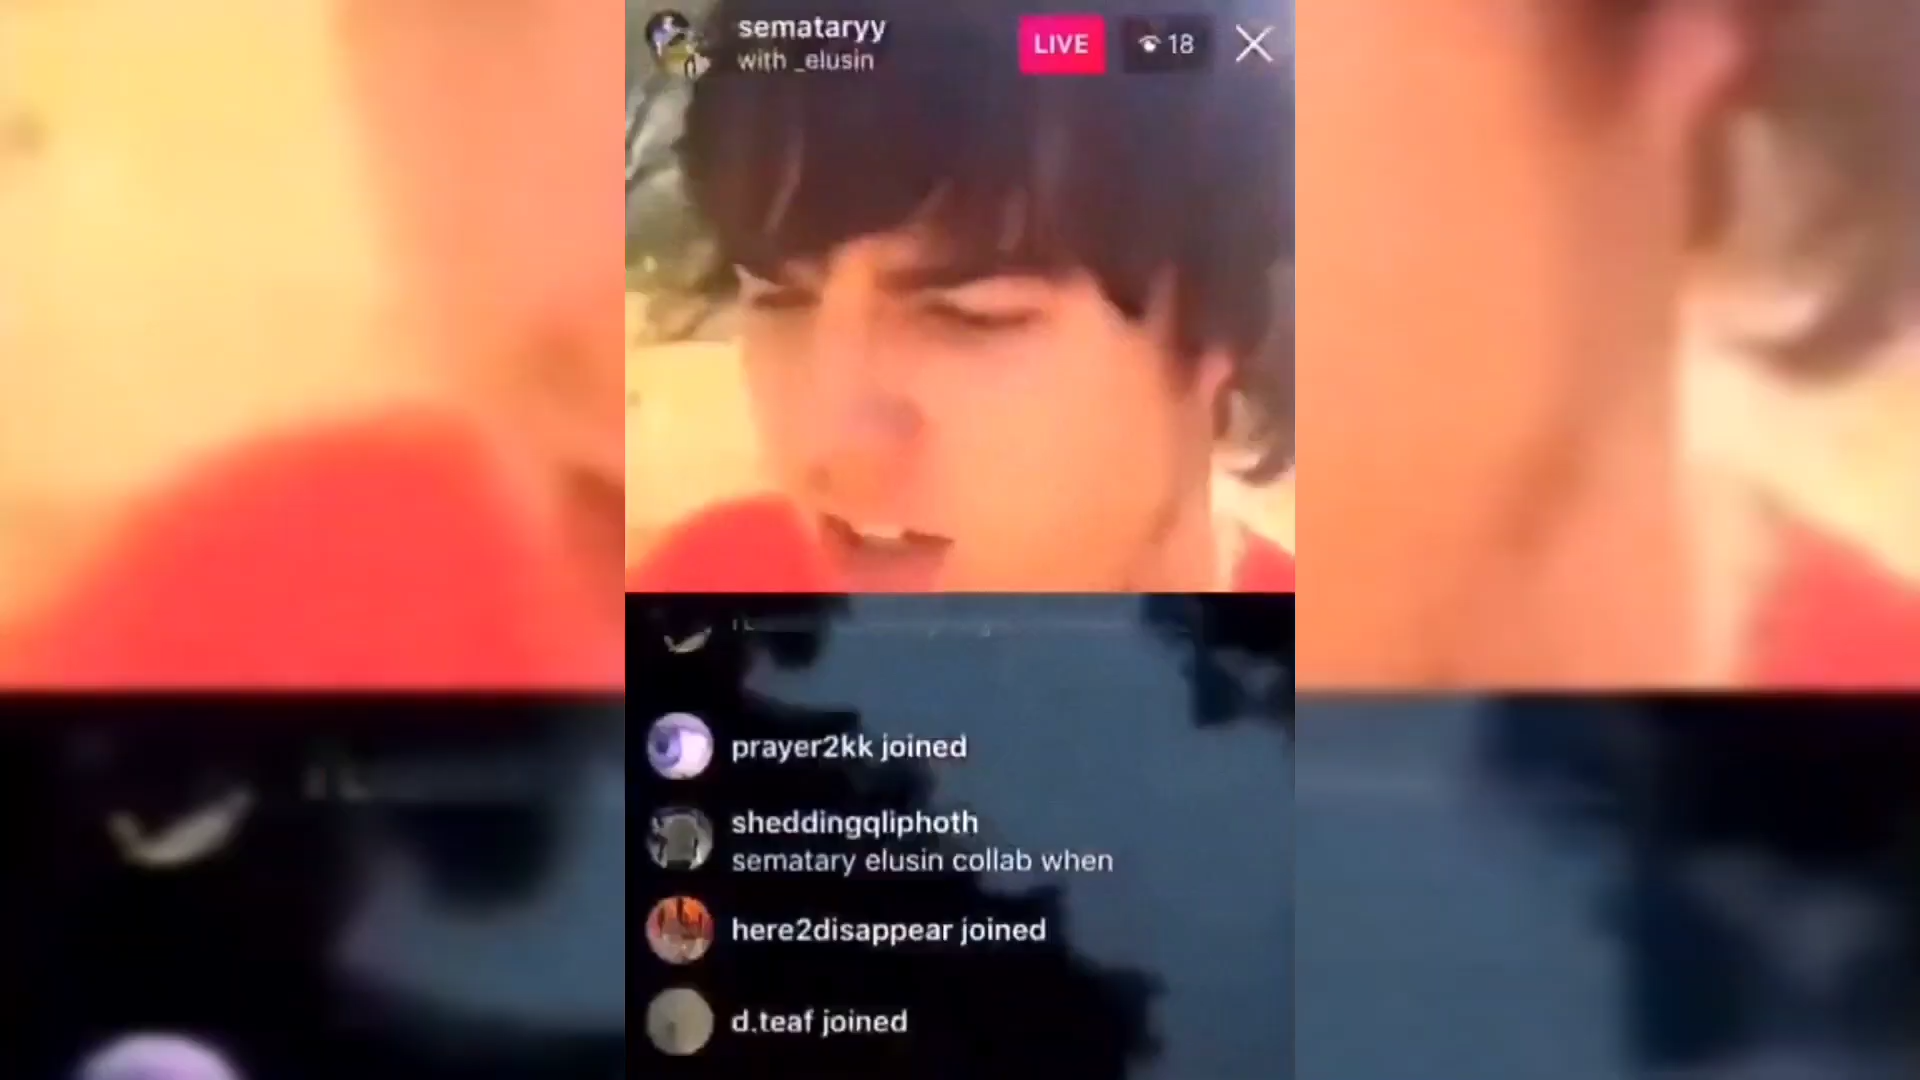 semataryy
with _elusin
LIVE
18
prayer2kk joined
sheddingqliphoth
sematary elusin collab when
here2disappear joined
d.teaf joined